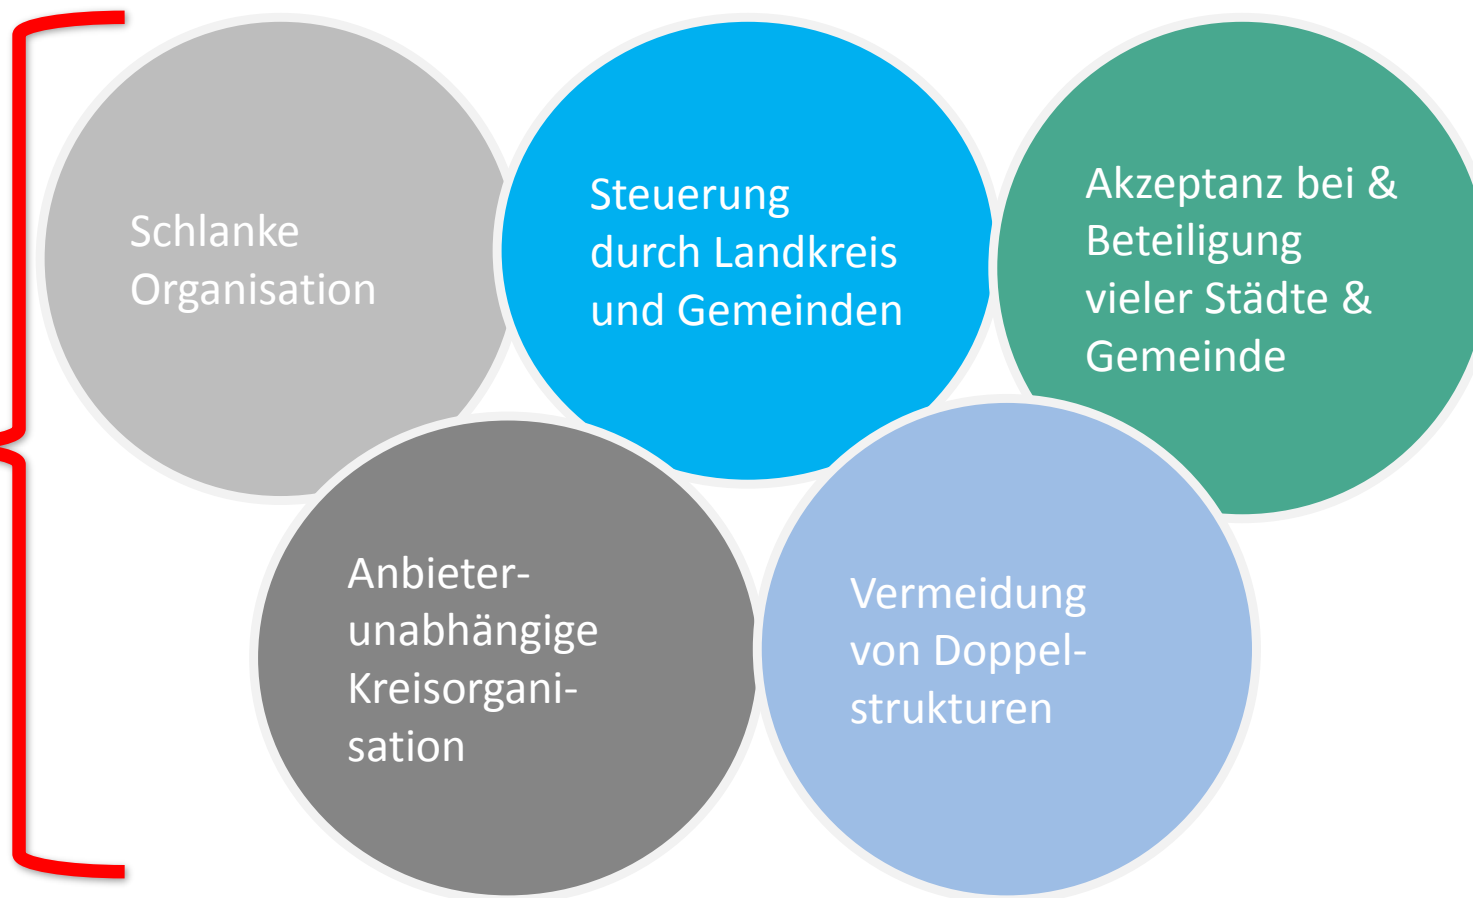 Schlanke
Organisation
Steuerung
durch Landkreis
und Gemeinden
Akzeptanz bei &
Beteiligung
vieler Städte &
Gemeinde
Anbieter-
unabhängige
Kreisorgani-
sation
Vermeidung
von Doppel-
strukturen